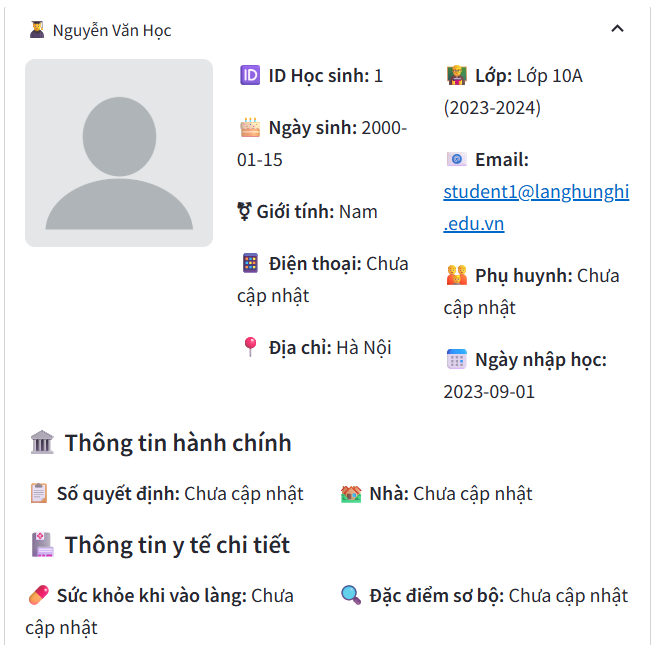 Nguyễn Văn Học
ID Học sinh: 1
Ngày sinh: 2000-
01-15
Giới tính: Nam
Điện thoại: Chưa
cập nhật
Địa chỉ: Hà Nội
Lớp: Lớp 10A
(2023-2024)
Email:
student1@langhunghi
.edu.vn
Phụ huynh: Chưa
cập nhật
Ngày nhập học:
2023-09-01
Thông tin hành chính
Số quyết định: Chưa cập nhật
Nhà: Chưa cập nhật
Thông tin y tế chi tiết
Sức khỏe khi vào làng: Chưa
cập nhật
Đặc điểm sơ bộ: Chưa cập nhật